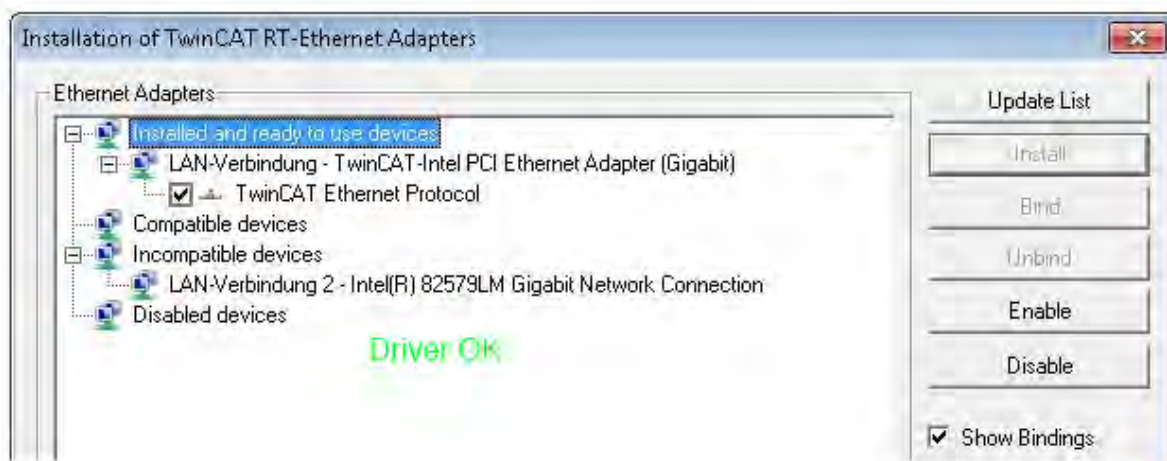 Installation of TwinCAT RT-Ethernet Adapters
Ethernet Adapters
Installed and ready to use devices
LAN-Verbindung - TwinCAT-Intel PCI Ethernet Adapter (Gigabit)
TwinCAT Ethernet Protocol
Compatible devices
Incompatible devices
LAN-Verbindung 2 - Intel(R) 82579LM Gigabit Network Connection
Disabled devices
Driver OK
Update List
Install
Bind
Unbind
Enable
Disable
Show Bindings